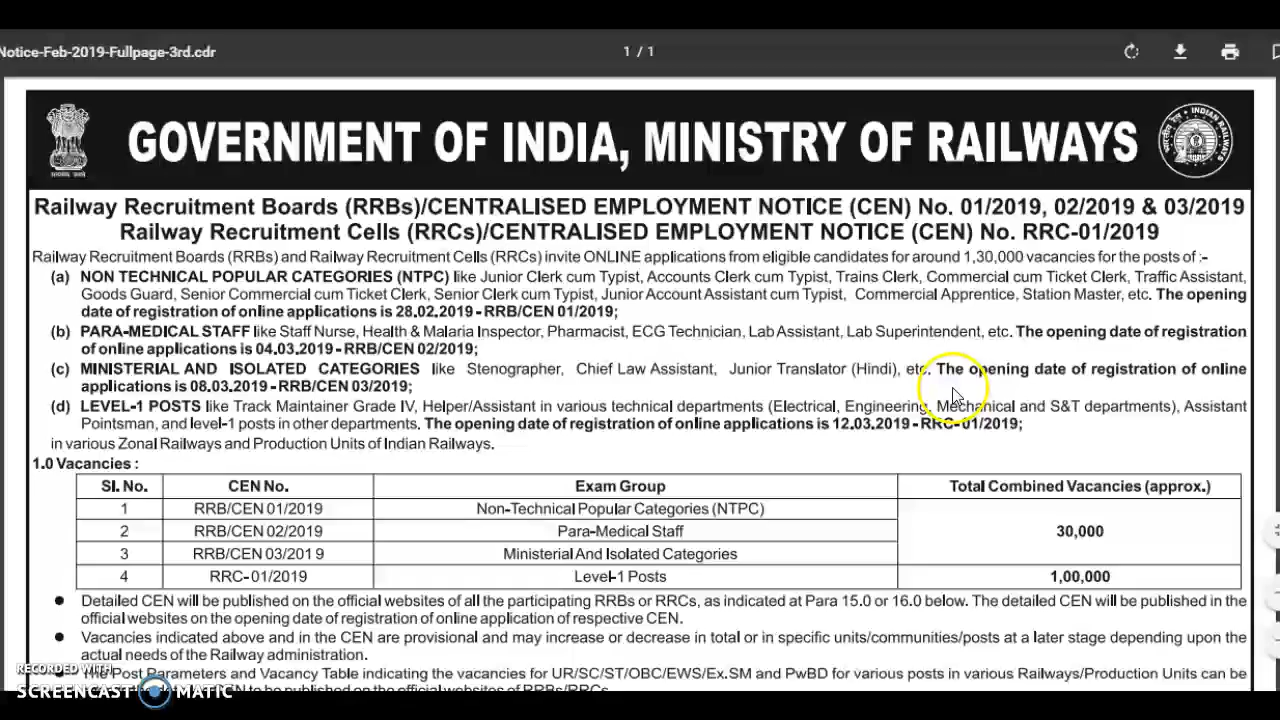 Notice-Feb-2019-Fullpage-3rd.cdr
1 / 1
GOVERNMENT OF INDIA, MINISTRY OF RAILWAYS
Railway Recruitment Boards (RRBs)/CENTRALISED EMPLOYMENT NOTICE (CEN) No. 01/2019, 02/2019 & 03/2019
Railway Recruitment Cells (RRCs)/CENTRALISED EMPLOYMENT NOTICE (CEN) No. RRC-01/2019
Railway Recruitment Boards (RRBs) and Railway Recruitment Cells (RRCs) invite ONLINE applications from eligible candidates for around 1,30,000 vacancies for the posts of :-
(a) NON TECHNICAL POPULAR CATEGORIES (NTPC) like Junior Clerk cum Typist, Accounts Clerk cum Typist, Trains Clerk, Commercial cum Ticket Clerk, Traffic Assistant,
Goods Guard, Senior Commercial cum Ticket Clerk, Senior Clerk cum Typist, Junior Account Assistant cum Typist, Commercial Apprentice, Station Master, etc. The opening
date of registration of online applications is 28.02.2019 - RRB/CEN 01/2019;
(b) PARA-MEDICAL STAFF like Staff Nurse, Health & Malaria Inspector, Pharmacist, ECG Technician, Lab Assistant, Lab Superintendent, etc. The opening date of registration
of online applications is 04.03.2019 - RRB/CEN 02/2019;
(c) MINISTERIAL AND ISOLATED CATEGORIES like Stenographer, Chief Law Assistant, Junior Translator (Hindi), etc. The opening date of registration of online
applications is 08.03.2019 - RRB/CEN 03/2019;
(d) LEVEL-1 POSTS like Track Maintainer Grade IV, Helper/Assistant in various technical departments (Electrical, Engineering, Mechanical and S&T departments), Assistant
Pointsman, and level-1 posts in other departments. The opening date of registration of online applications is 12.03.2019 - RRC-01/2019;
in various Zonal Railways and Production Units of Indian Railways.
1.0 Vacancies :
Sl. No. CEN No. Exam Group Total Combined Vacancies (approx.)
1 RRB/CEN 01/2019 Non-Technical Popular Categories (NTPC)
2 RRB/CEN 02/2019 Para-Medical Staff 30,000
3 RRB/CEN 03/2019 Ministerial And Isolated Categories
4 RRC- 01/2019 Level-1 Posts 1,00,000
● Detailed CEN will be published on the official websites of all the participating RRBs or RRCs, as indicated at Para 15.0 or 16.0 below. The detailed CEN will be published in the
official websites on the opening date of registration of online application of respective CEN.
● Vacancies indicated above and in the CEN are provisional and may increase or decrease in total or in specific units/communities/posts at a later stage depending upon the
actual needs of the Railway administration.
● The Post Parameters and Vacancy Table indicating the vacancies for UR/SC/ST/OBC/EWS/Ex.SM and PwBD for various posts in various Railways/Production Units can be
CEN to be published on the official websites of RRBs/RRCs.
RECORDED WITH
SCREENCAST MATIC